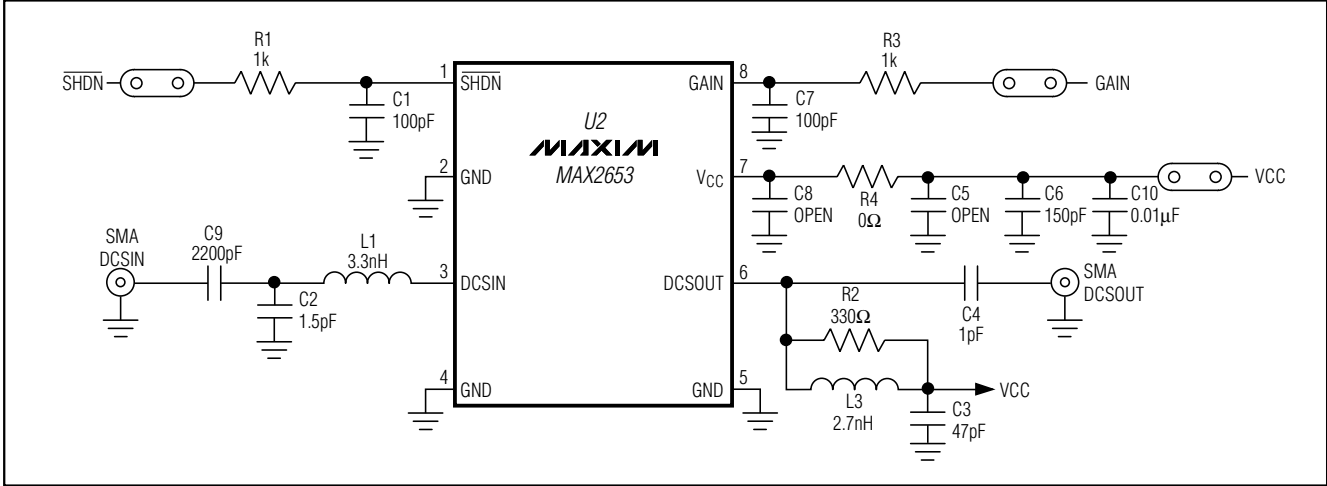 R1
1k
SHDN
1
SHDN
C1
100pF
2
GND
SMA
DCSIN
C9
2200pF
L1
3.3nH
3
DCSIN
C2
1.5pF
4
GND
U2
MAXIM
MAX2653
GAIN
8
R3
1k
GAIN
C7
100pF
VCC
7
C8
OPEN
R4
0Ω
C5
OPEN
C6
150pF
C10
0.01µF
VCC
DCSOUT
6
SMA
DCSOUT
R2
330Ω
C4
1pF
GND
5
L3
2.7nH
VCC
C3
47pF